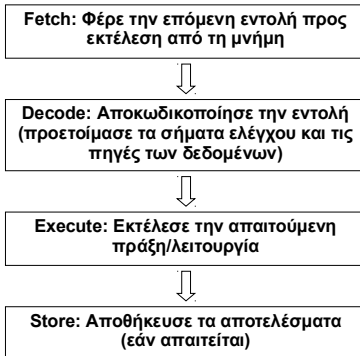 Fetch: Φέρε την επόμενη εντολή προς
εκτέλεση από τη μνήμη
Decode: Αποκωδικοποίησε την εντολή
(προετοίμασε τα σήματα ελέγχου και τις
πηγές των δεδομένων)
Execute: Εκτέλεσε την απαιτούμενη
πράξη/λειτουργία
Store: Αποθήκευσε τα αποτελέσματα
(εάν απαιτείται)